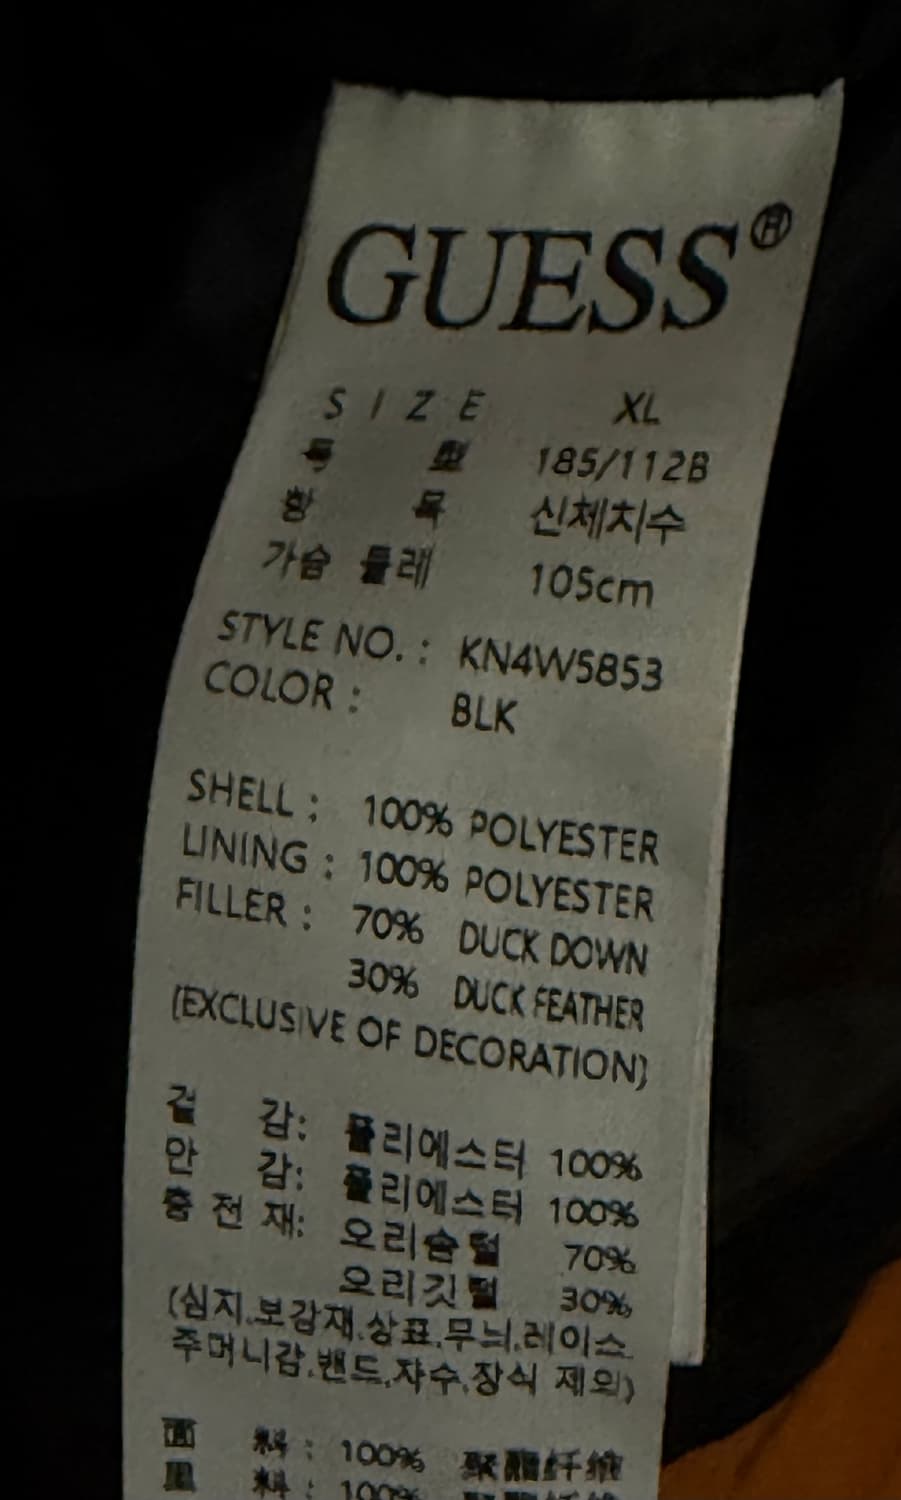 GUESS®
SIZE XL
185/112B
항 목 신체치수
가슴 둘레 105cm
STYLE NO. : KN4W5853
COLOR : BLK
SHELL : 100% POLYESTER
LINING : 100% POLYESTER
FILLER : 70% DUCK DOWN
30% DUCK FEATHER
(EXCLUSIVE OF DECORATION)
겉 감: 폴리에스터 100%
안 감: 폴리에스터 100%
충전재: 오리솜털 70%
오리깃털 30%
(심지,보강재,상표,무늬,레이스
주머니감,밴드,자수,장식 제외)
面 料 : 100% 聚酯纤维
料 : 100%